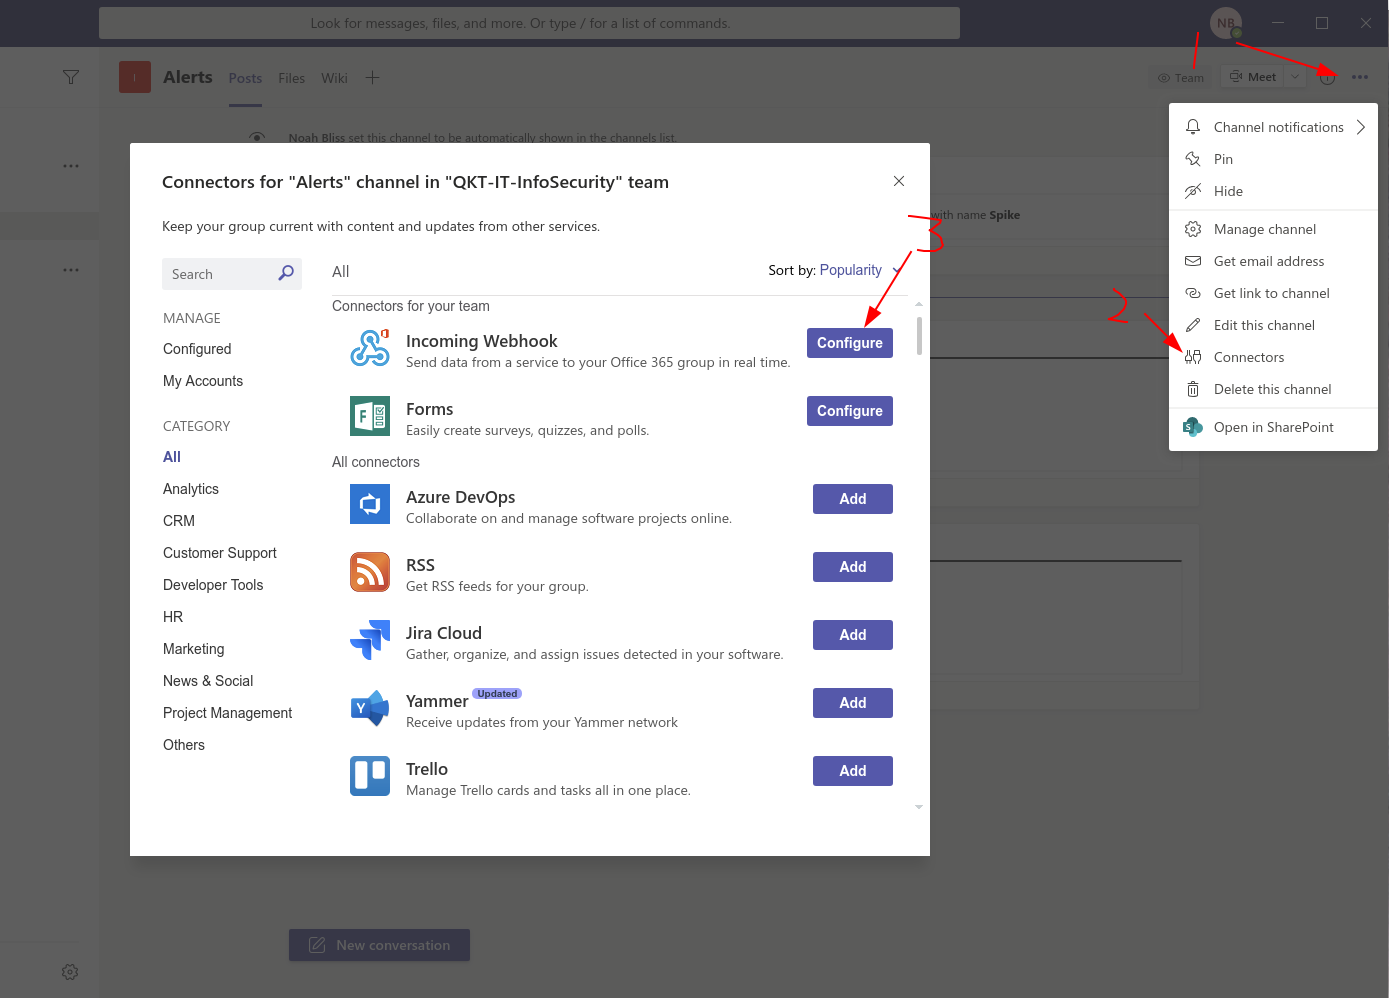 Look for messages, files, and more. Or type / for a list of commands.
NB
I
Alerts
Posts
Files
Wiki
Team
Meet
Noah Bliss set this channel to be automatically shown in the channels list.
with name Spike
Connectors for "Alerts" channel in "QKT-IT-InfoSecurity" team
Keep your group current with content and updates from other services.
Search
MANAGE
Configured
My Accounts
CATEGORY
All
Analytics
CRM
Customer Support
Developer Tools
HR
Marketing
News & Social
Project Management
Others
All
Sort by: Popularity
Connectors for your team
Incoming Webhook
Send data from a service to your Office 365 group in real time.
Configure
Forms
Easily create surveys, quizzes, and polls.
Configure
All connectors
Azure DevOps
Collaborate on and manage software projects online.
Add
RSS
Get RSS feeds for your group.
Add
Jira Cloud
Gather, organize, and assign issues detected in your software.
Add
Yammer Updated
Receive updates from your Yammer network
Add
Trello
Manage Trello cards and tasks all in one place.
Add
3
2
Channel notifications
Pin
Hide
Manage channel
Get email address
Get link to channel
Edit this channel
Connectors
Delete this channel
Open in SharePoint
New conversation